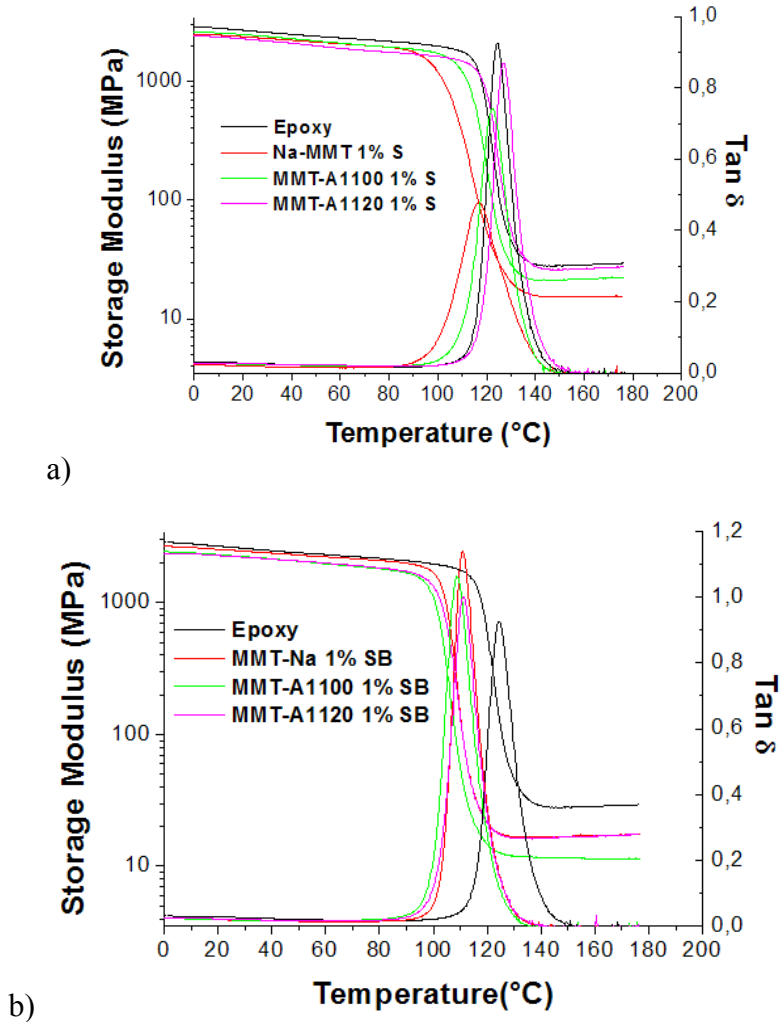 1,0
0,8
0,6
0,4
0,2
0,0
Tan δ
1000
100
10
Storage Modulus (MPa)
Epoxy
Na-MMT 1% S
MMT-A1100 1% S
MMT-A1120 1% S
0 20 40 60 80 100 120 140 160 180 200
Temperature (°C)
a)
1,2
1,0
0,8
0,6
0,4
0,2
0,0
Tan δ
1000
100
10
Storage Modulus (MPa)
Epoxy
MMT-Na 1% SB
MMT-A1100 1% SB
MMT-A1120 1% SB
0 20 40 60 80 100 120 140 160 180 200
Temperature(°C)
b)